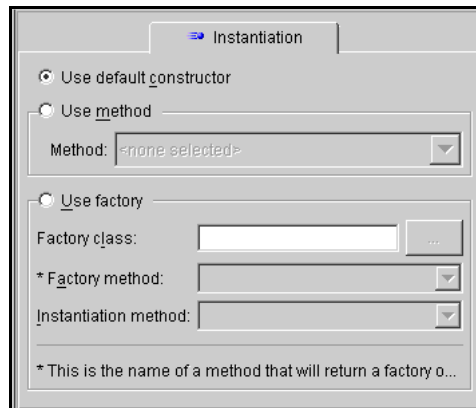 Instantiation
Use default constructor
Use method
Method: <none selected>
Use factory
Factory class: ...
* Factory method:
Instantiation method:
* This is the name of a method that will return a factory o...